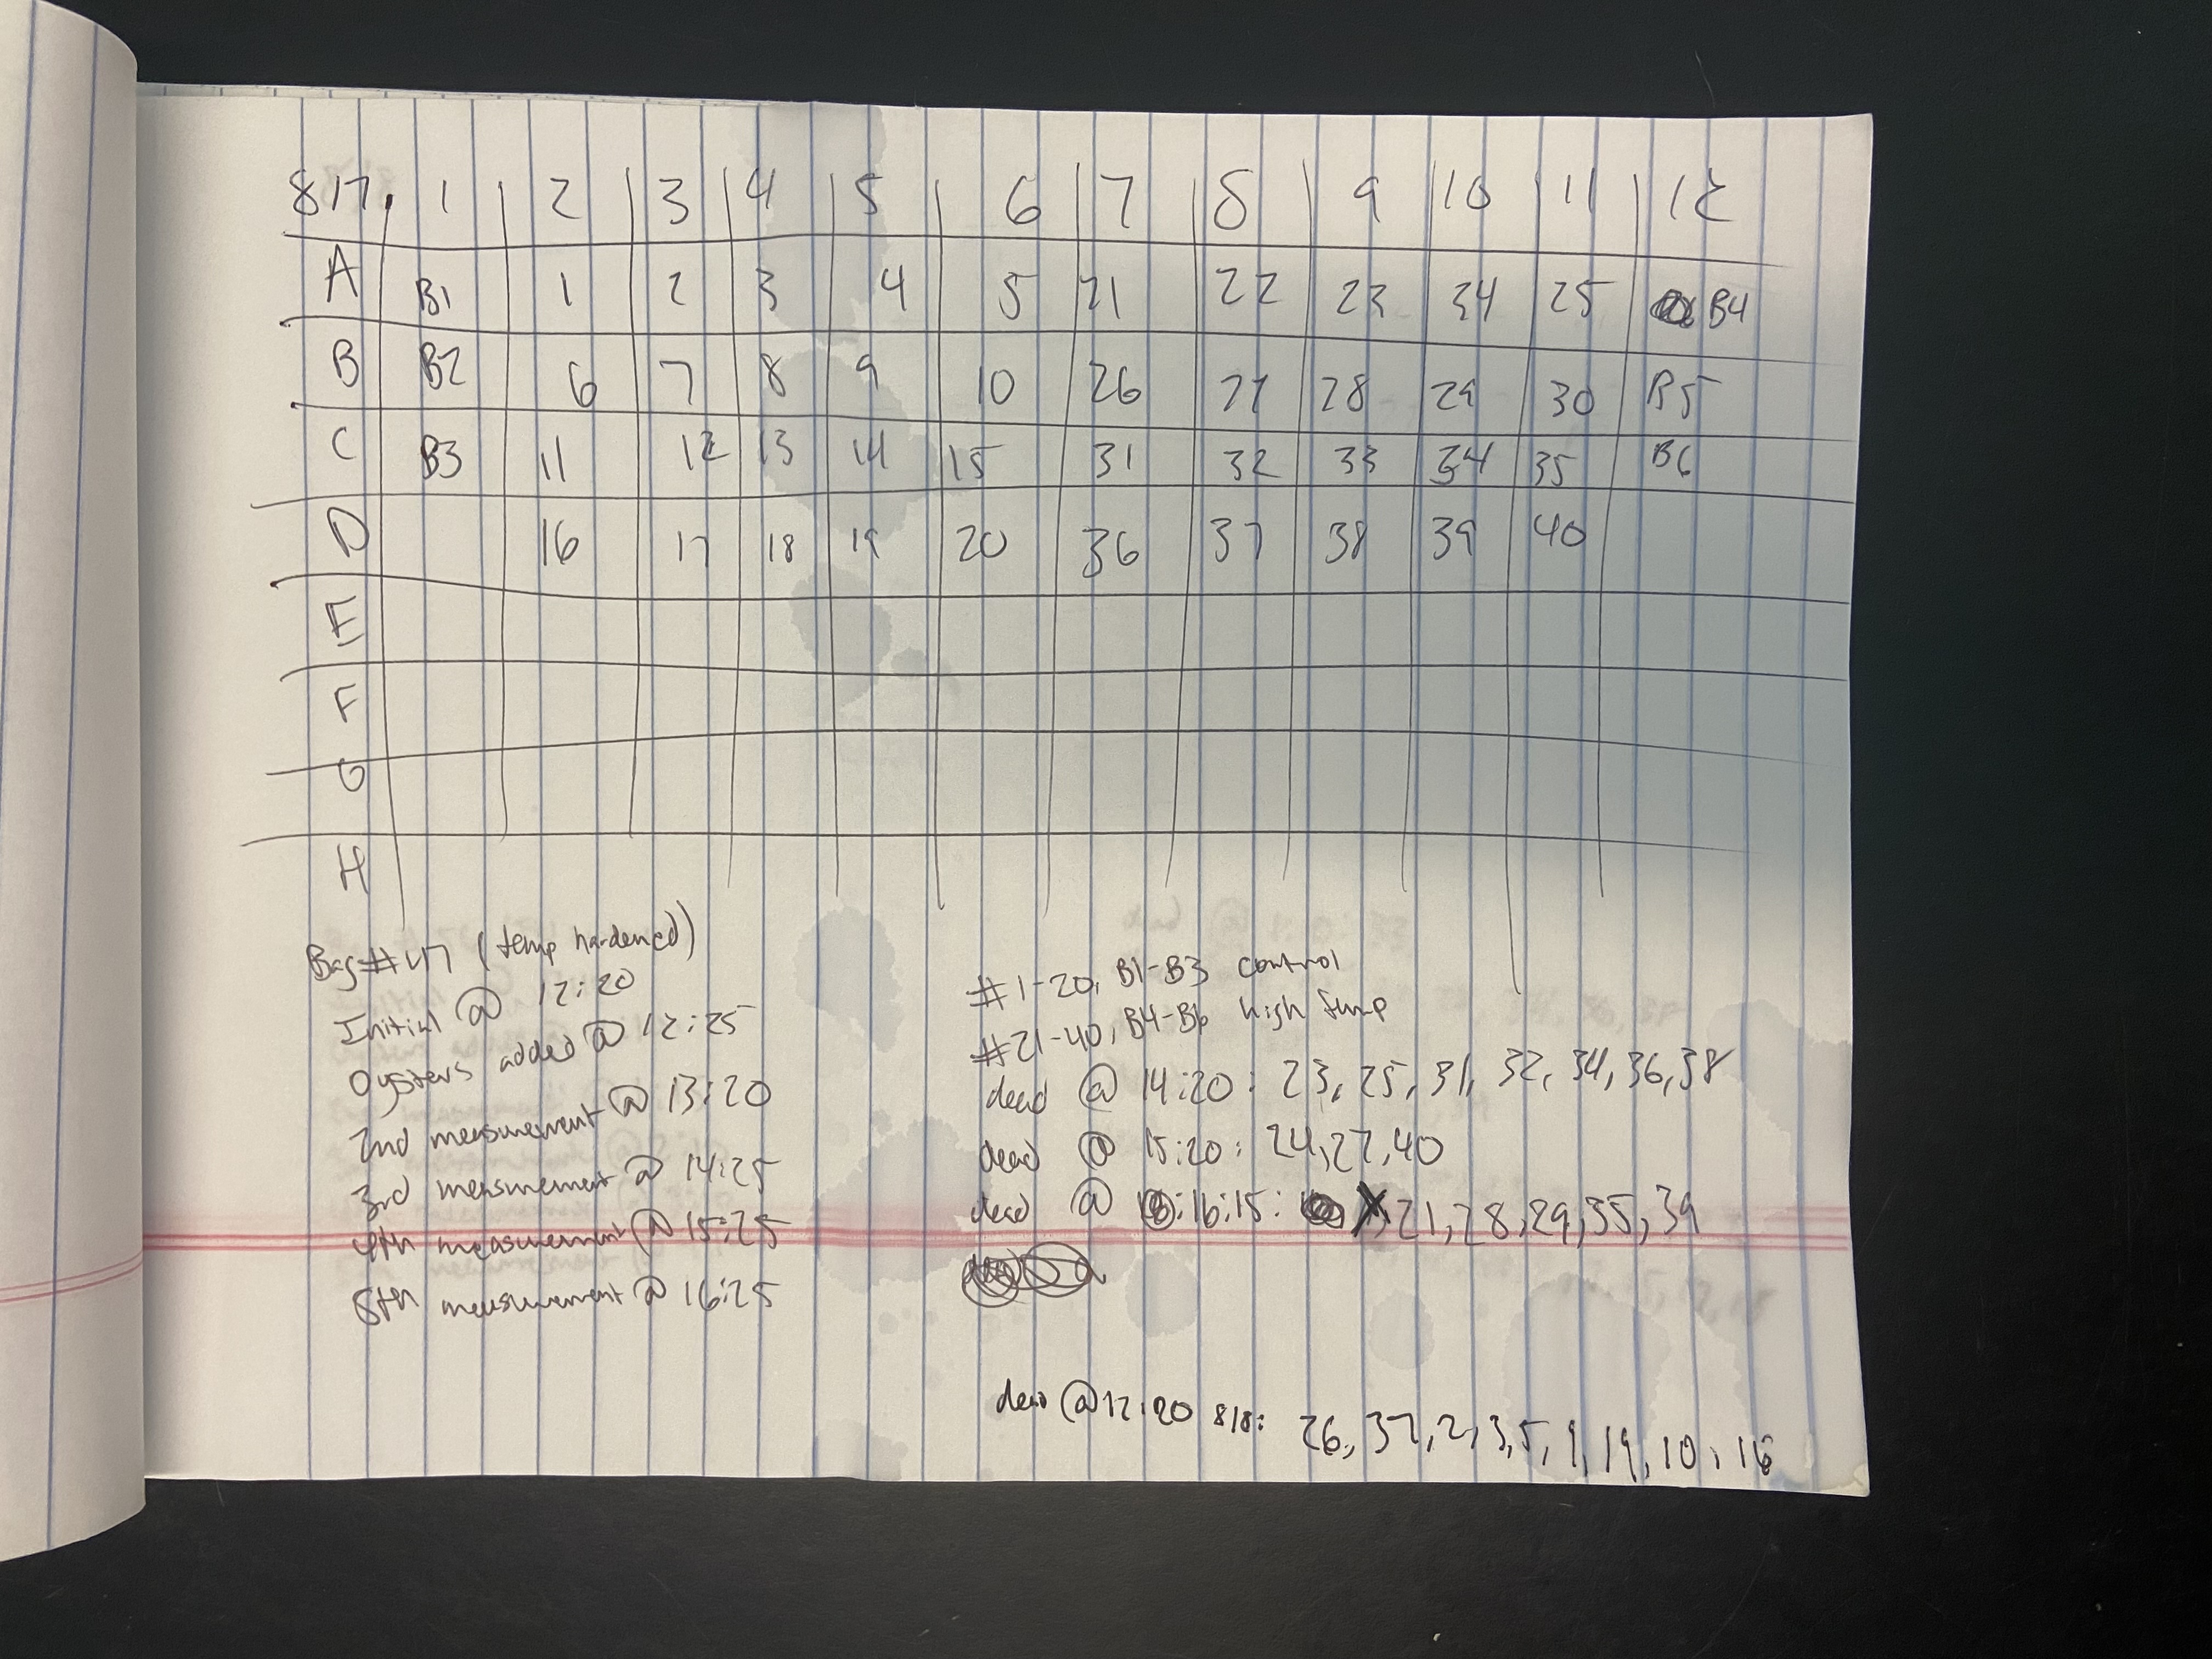 8/7. 1 2 3 4 5 6 7 8 9 10 11 12
A B1 1 2 3 4 5 21 22 23 34 25 B4
B B2 6 7 8 9 10 26 27 28 29 30 B5
C B3 11 12 13 14 15 31 32 33 34 35 B6
D 16 17 18 19 20 36 37 38 39 40
E
F
G
H
(temp hardened)
Initial @ 12:20
Oysters added @ 12:25
2nd measurement @ 13:20
3rd measurement @ 14:25
4th measurement @ 15:25
5th measurement @ 16:25
#1-20, B1-B3 control
#21-40, B4-B6 high temp
dead @ 14:20: 23, 25, 31, 32, 34, 36, 38
dead @ 15:20: 24, 27, 40
dead @ 16:15: 21, 28, 29, 35, 39
dead @ 12:20 8/8: 26, 37, 2, 3, 5, 9, 19, 10, 16